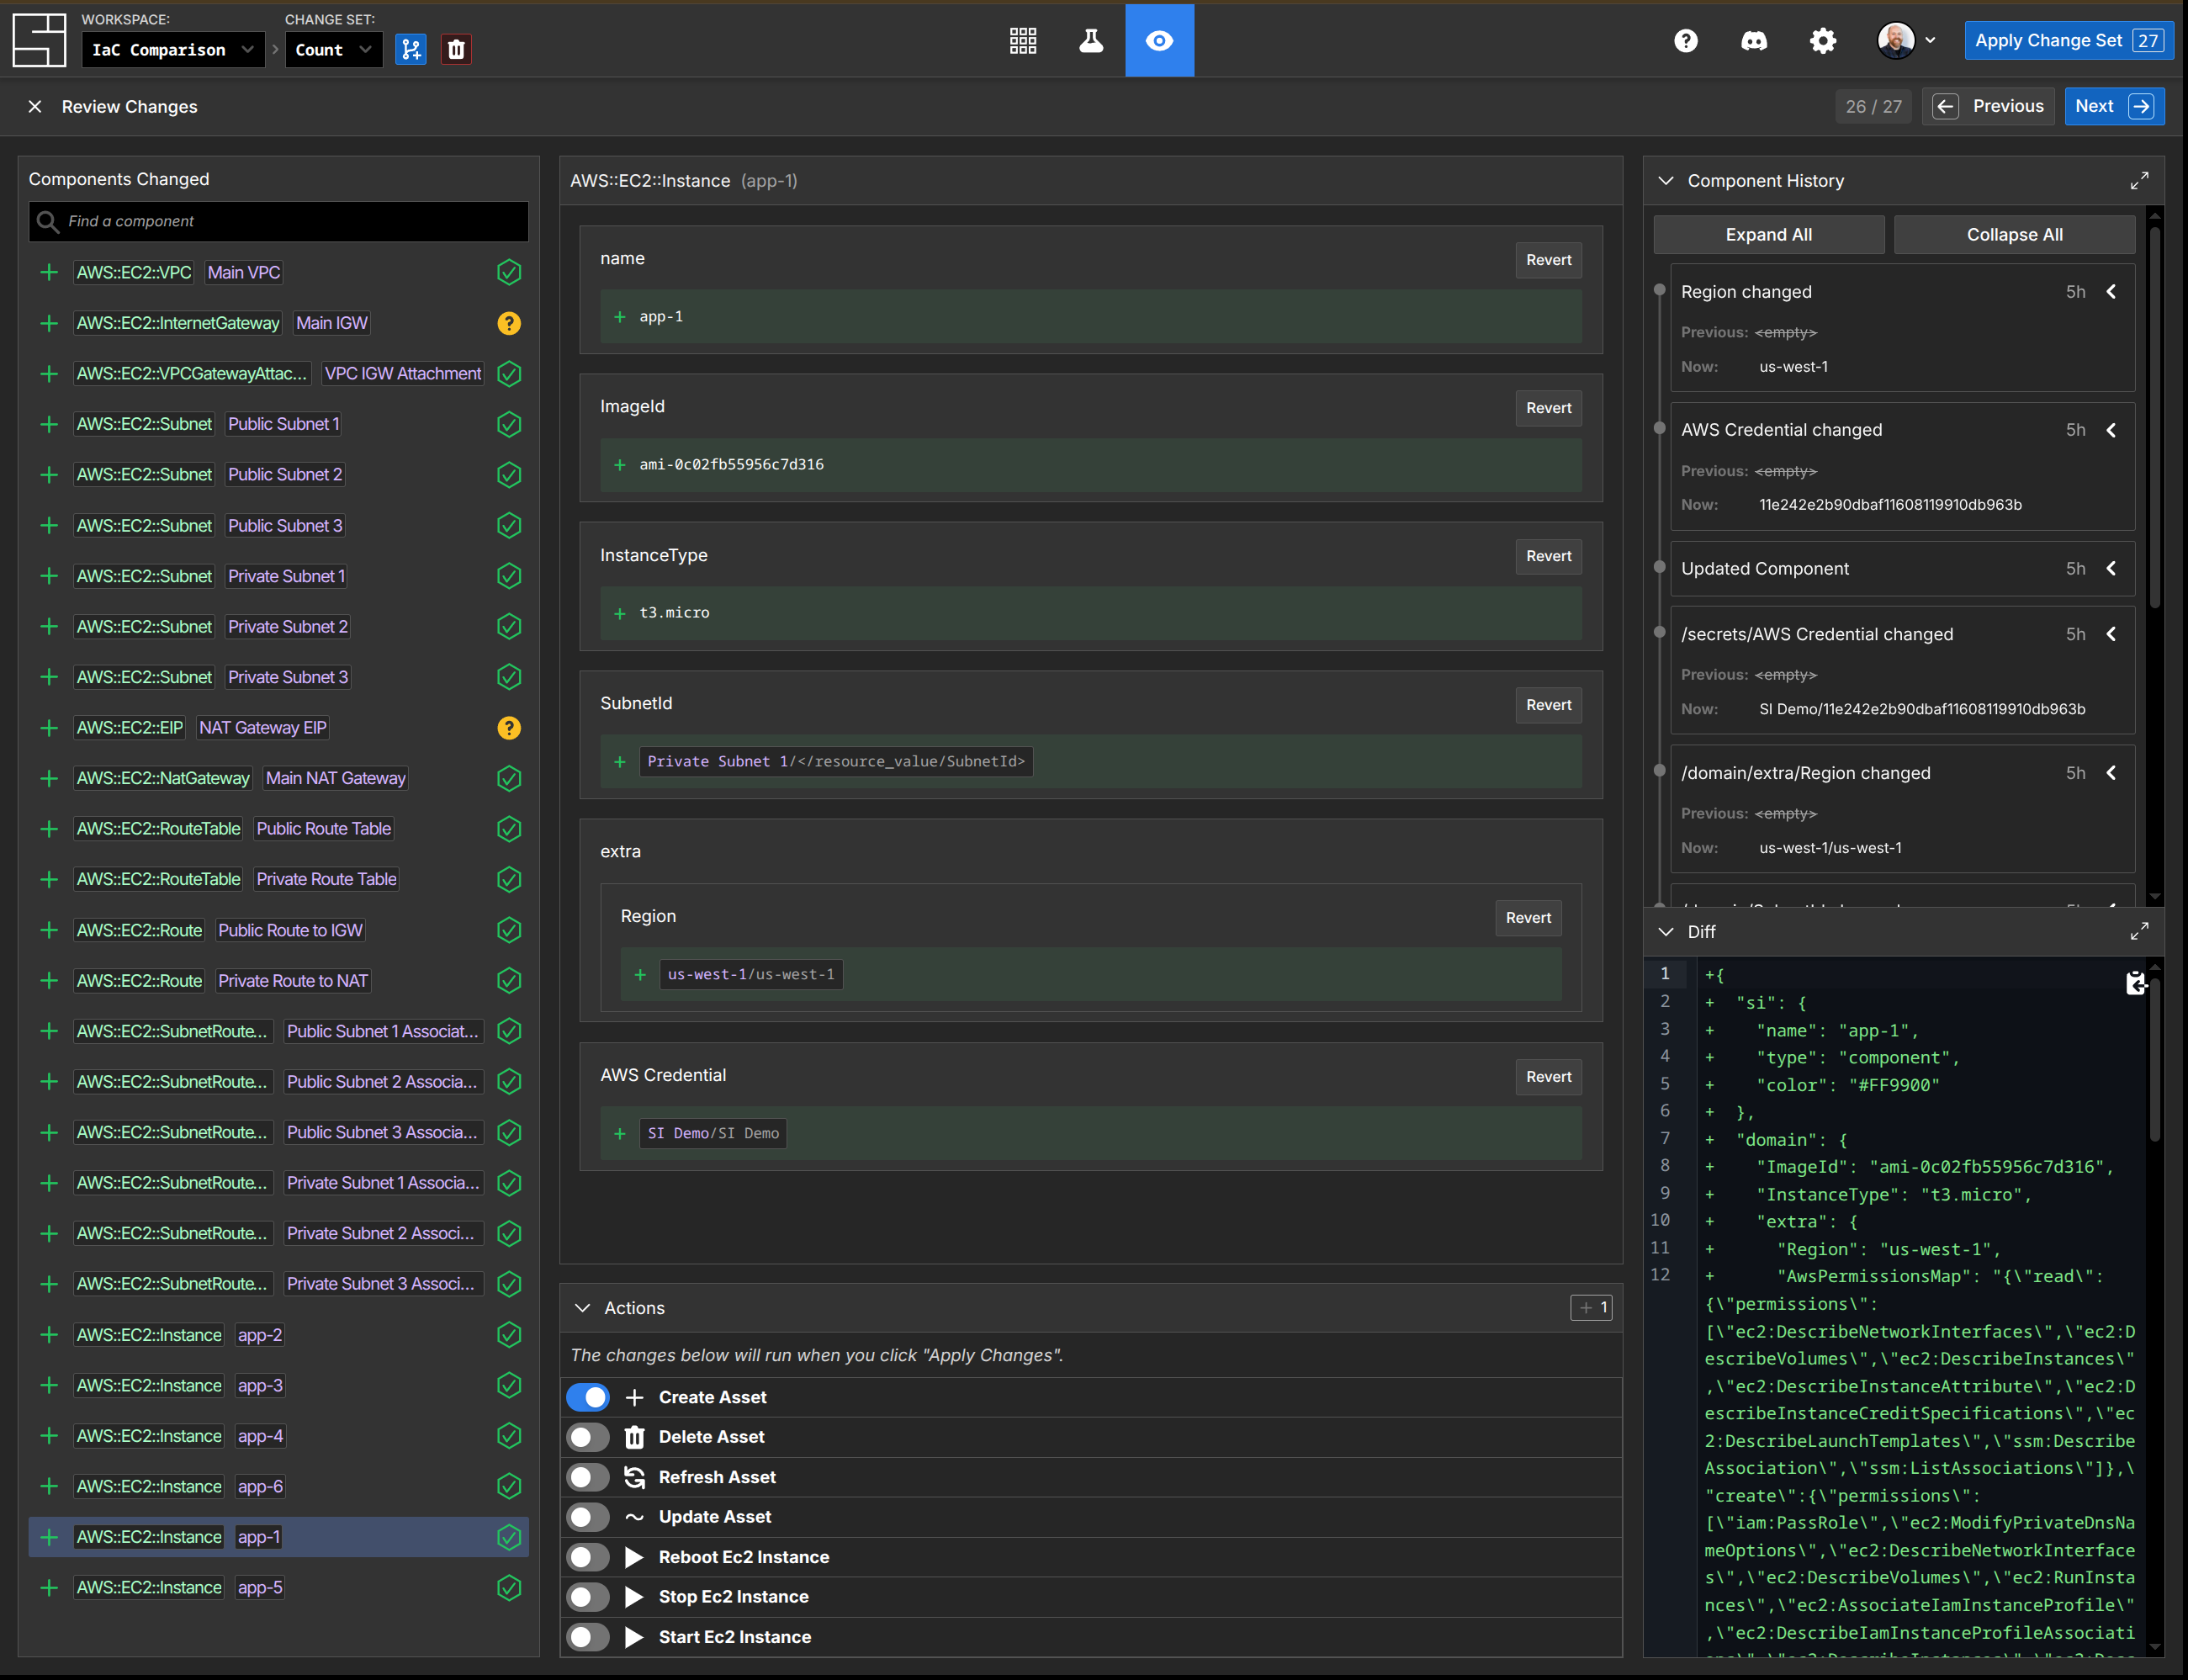 WORKSPACE:
CHANGE SET:
IaC Comparison
Count
Apply Change Set 27
Review Changes
26 / 27
Previous
Next
Components Changed
Find a component
AWS::EC2::VPC Main VPC
AWS::EC2::InternetGateway Main IGW
AWS::EC2::VPCGatewayAttac... VPC IGW Attachment
AWS::EC2::Subnet Public Subnet 1
AWS::EC2::Subnet Public Subnet 2
AWS::EC2::Subnet Public Subnet 3
AWS::EC2::Subnet Private Subnet 1
AWS::EC2::Subnet Private Subnet 2
AWS::EC2::Subnet Private Subnet 3
AWS::EC2::EIP NAT Gateway EIP
AWS::EC2::NatGateway Main NAT Gateway
AWS::EC2::RouteTable Public Route Table
AWS::EC2::RouteTable Private Route Table
AWS::EC2::Route Public Route to IGW
AWS::EC2::Route Private Route to NAT
AWS::EC2::SubnetRoute... Public Subnet 1 Associat...
AWS::EC2::SubnetRoute... Public Subnet 2 Associa...
AWS::EC2::SubnetRoute... Public Subnet 3 Associa...
AWS::EC2::SubnetRoute... Private Subnet 1 Associa...
AWS::EC2::SubnetRoute... Private Subnet 2 Associ...
AWS::EC2::SubnetRoute... Private Subnet 3 Associ...
AWS::EC2::Instance app-2
AWS::EC2::Instance app-3
AWS::EC2::Instance app-4
AWS::EC2::Instance app-6
AWS::EC2::Instance app-1
AWS::EC2::Instance app-5
AWS::EC2::Instance (app-1)
name
Revert
+ app-1
ImageId
Revert
+ ami-0c02fb55956c7d316
InstanceType
Revert
+ t3.micro
SubnetId
Revert
+ Private Subnet 1/</resource_value/SubnetId>
extra
Region
Revert
+ us-west-1/us-west-1
AWS Credential
Revert
+ SI Demo/SI Demo
Actions
+ 1
The changes below will run when you click "Apply Changes".
Create Asset
Delete Asset
Refresh Asset
Update Asset
Reboot Ec2 Instance
Stop Ec2 Instance
Start Ec2 Instance
Component History
Expand All
Collapse All
Region changed 5h
Previous: <empty>
Now: us-west-1
AWS Credential changed 5h
Previous: <empty>
Now: 11e242e2b90dbaf11608119910db963b
Updated Component 5h
/secrets/AWS Credential changed 5h
Previous: <empty>
Now: SI Demo/11e242e2b90dbaf11608119910db963b
/domain/extra/Region changed 5h
Previous: <empty>
Now: us-west-1/us-west-1
Diff
1 +{
2 + "si": {
3 + "name": "app-1",
4 + "type": "component",
5 + "color": "#FF9900"
6 + },
7 + "domain": {
8 + "ImageId": "ami-0c02fb55956c7d316",
9 + "InstanceType": "t3.micro",
10 + "extra": {
11 + "Region": "us-west-1",
12 + "AwsPermissionsMap": "{\"read\":
{\"permissions\":
[\"ec2:DescribeNetworkInterfaces\",\"ec2:D
escribeVolumes\",\"ec2:DescribeInstances\"
,\"ec2:DescribeInstanceAttribute\",\"ec2:D
escribeInstanceCreditSpecifications\",\"ec
2:DescribeLaunchTemplates\",\"ssm:Describe
Association\",\"ssm:ListAssociations\"]},\
"create\":{\"permissions\":
[\"iam:PassRole\",\"ec2:ModifyPrivateDnsNa
meOptions\",\"ec2:DescribeNetworkInterface
s\",\"ec2:DescribeVolumes\",\"ec2:RunInsta
nces\",\"ec2:AssociateIamInstanceProfile\"
,\"ec2:DescribeIamInstanceProfileAssociati